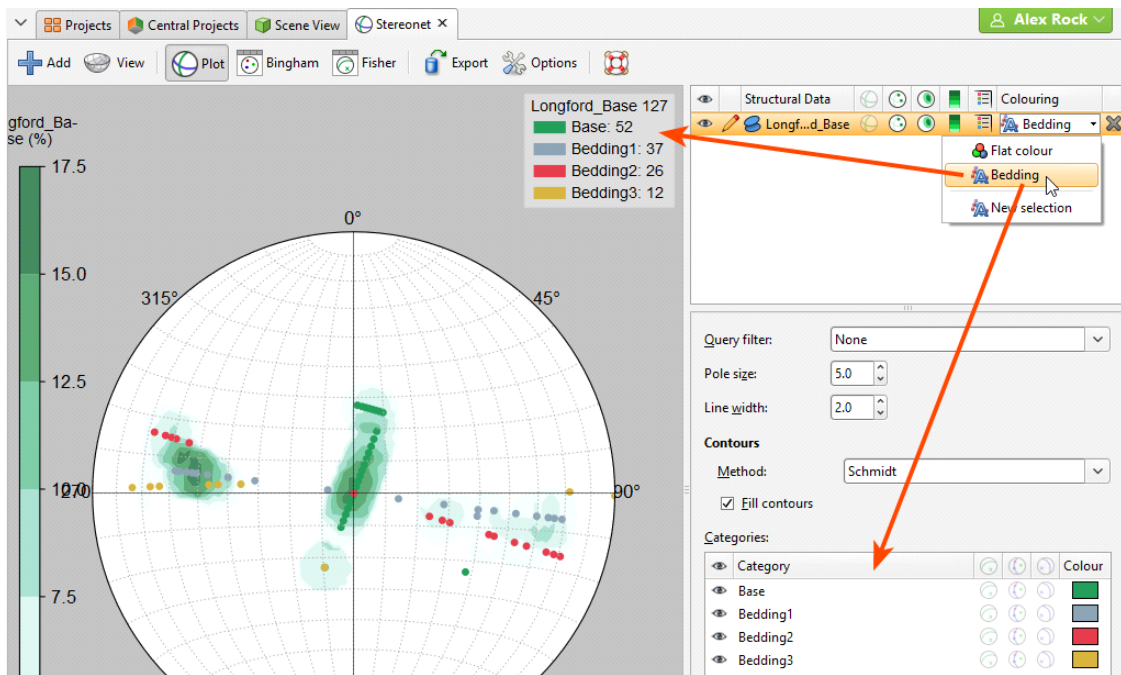 Projects Central Projects Scene View Stereonet Alex Rock
Add View Plot Bingham Fisher Export Options
gford_Ba-
se (%)
17.5
15.0
12.5
10.0
7.5
Longford_Base 127
Base: 52
Bedding1: 37
Bedding2: 26
Bedding3: 12
0°
315°
45°
270
90°
Structural Data Colouring
Longf...d_Base Bedding
Flat colour
Bedding
New selection
Query filter: None
Pole size: 5.0
Line width: 2.0
Contours
Method: Schmidt
Fill contours
Categories:
Category Colour
Base
Bedding1
Bedding2
Bedding3